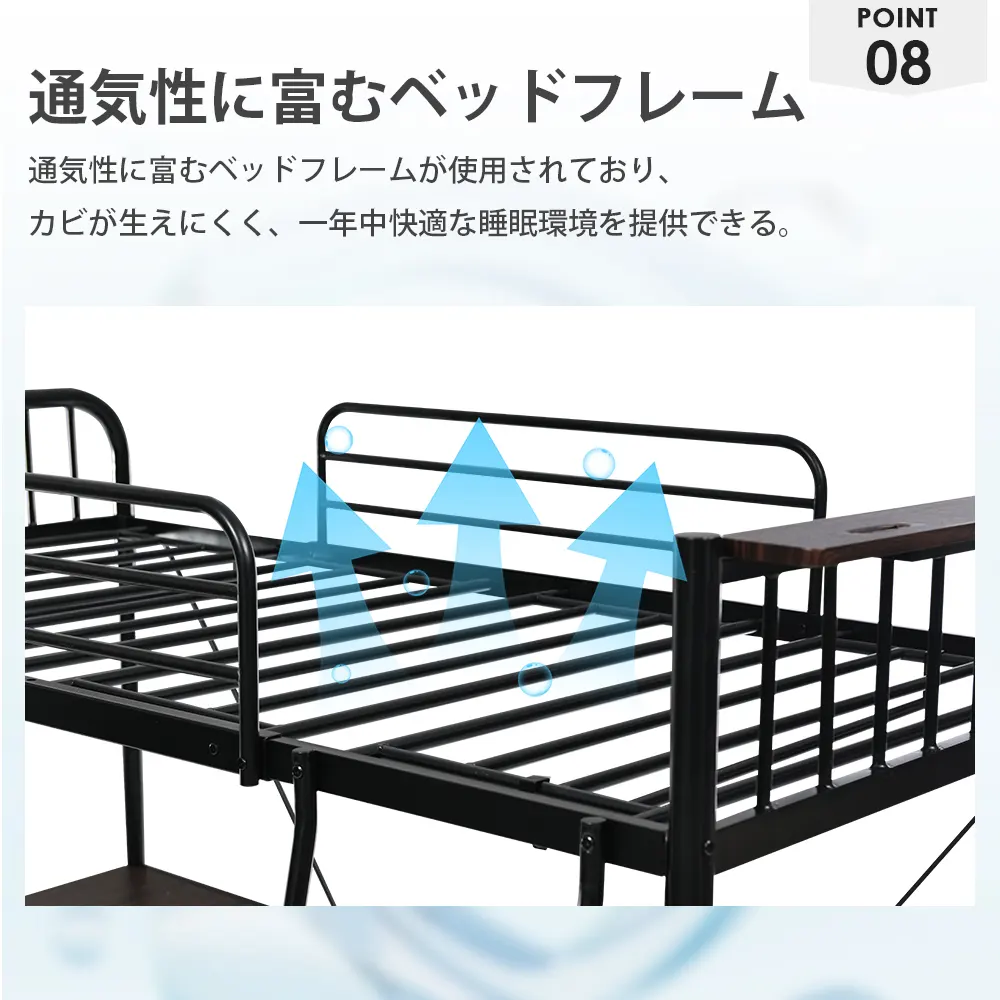 POINT
08
通気性に富むベッドフレーム
通気性に富むベッドフレームが使用されており、
カビが生えにくく、一年中快適な睡眠環境を提供できる。